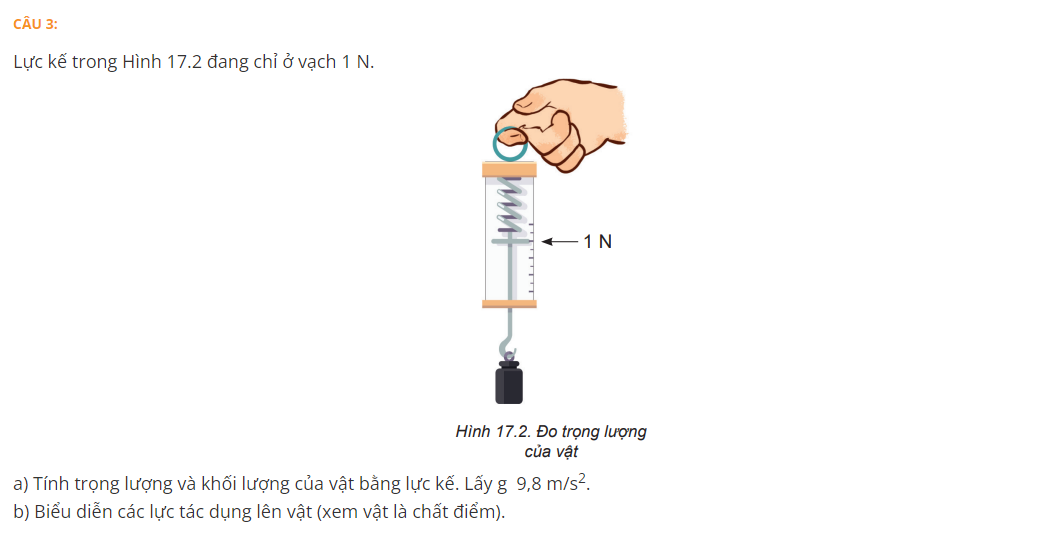 CÂU 3:
Lực kế trong Hình 17.2 đang chỉ ở vạch 1 N.
1 N
Hình 17.2. Đo trọng lượng
của vật
a) Tính trọng lượng và khối lượng của vật bằng lực kế. Lấy g  9,8 m/s².
b) Biểu diễn các lực tác dụng lên vật (xem vật là chất điểm).